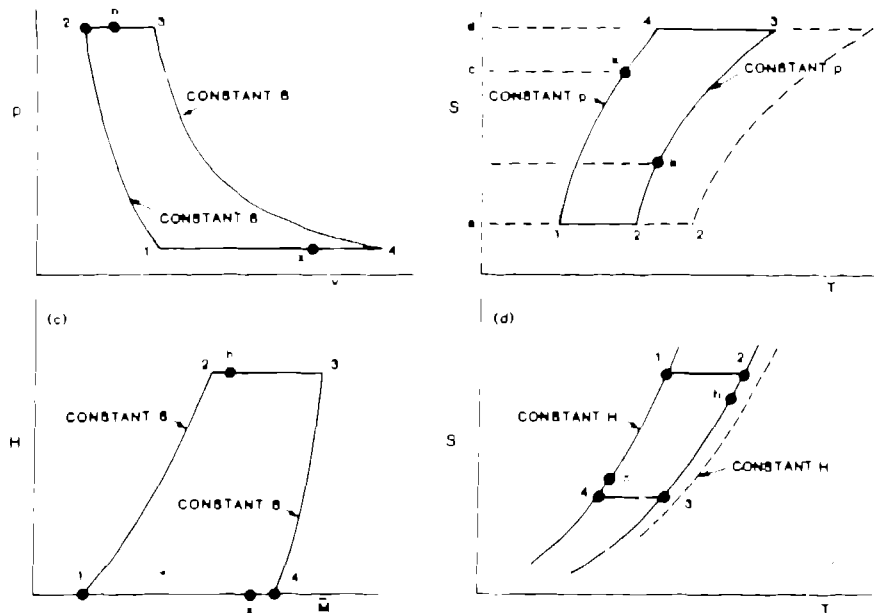 2 h 3
P
CONSTANT S
CONSTANT S
1
x
4
V
4 3
d
x
c
CONSTANT p
CONSTANT p
S
a
1 2 2
T
(c)
2 h 3
CONSTANT S
H
CONSTANT S
1 4
x
M̄
(d)
1 2
h
CONSTANT H
S
CONSTANT H
4
3
T